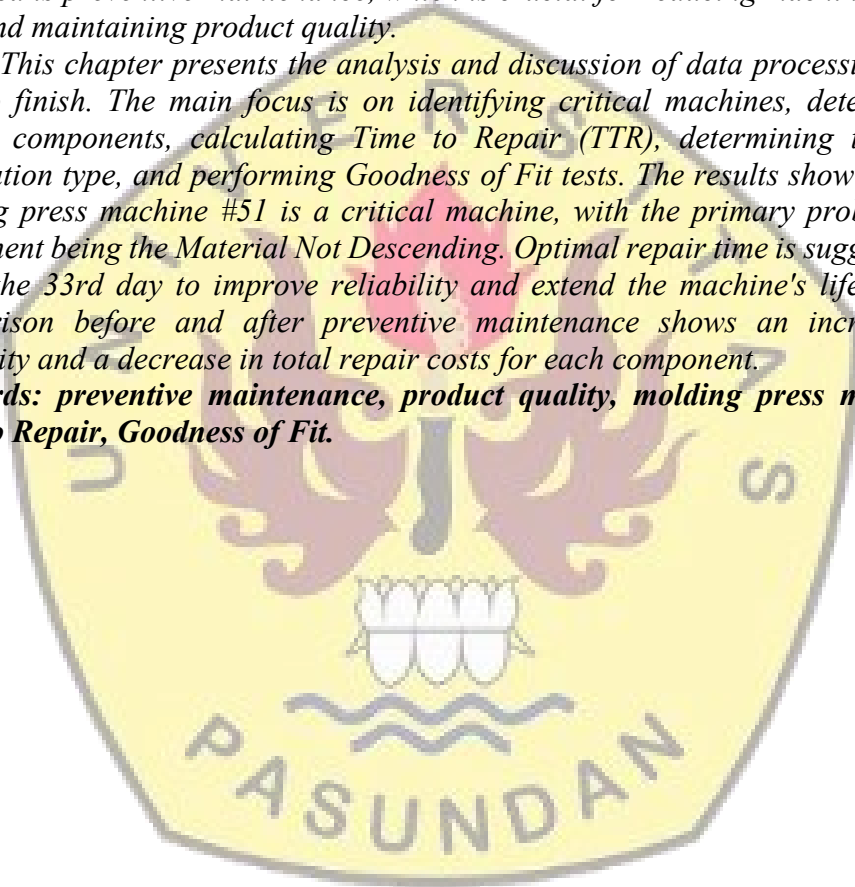 nd maintaining product quality.
This chapter presents the analysis and discussion of data processi
finish. The main focus is on identifying critical machines, dete
components, calculating Time to Repair (TTR), determining t
ation type, and performing Goodness of Fit tests. The results show
g press machine #51 is a critical machine, with the primary pro
nent being the Material Not Descending. Optimal repair time is sugg
the 33rd day to improve reliability and extend the machine's life
rison before and after preventive maintenance shows an incr
ity and a decrease in total repair costs for each component.
rds: preventive maintenance, product quality, molding press m
o Repair, Goodness of Fit.
UNIVERSITAS
PASUNDAN